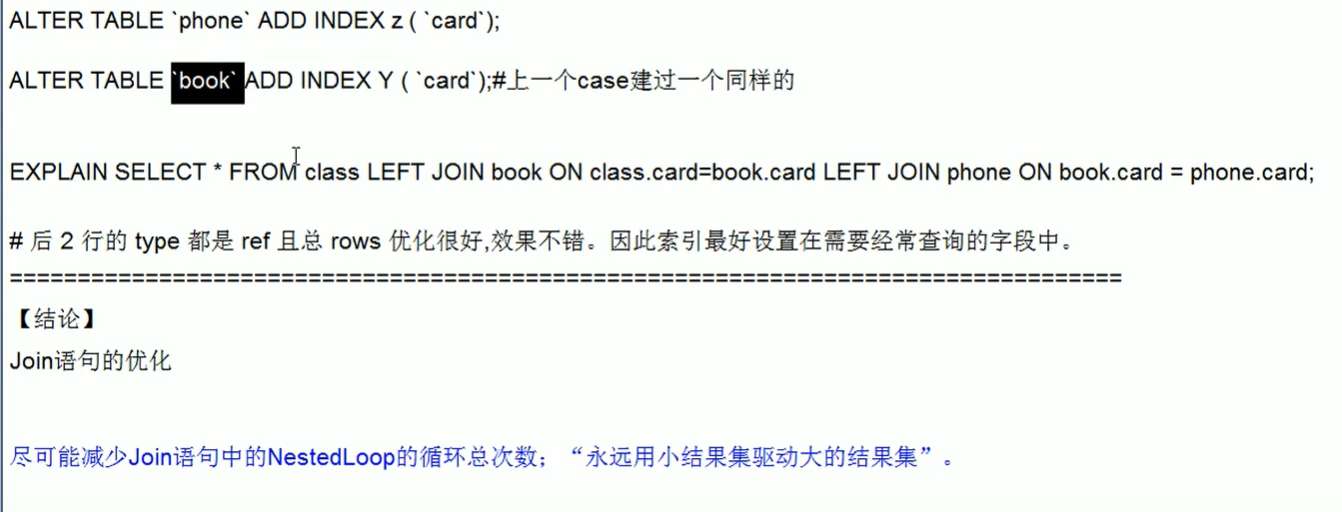 ALTER TABLE `phone` ADD INDEX z ( `card`);
ALTER TABLE `book` ADD INDEX Y ( `card`);#上一个case建过一个同样的
EXPLAIN SELECT * FROM class LEFT JOIN book ON class.card=book.card LEFT JOIN phone ON book.card = phone.card;
# 后 2 行的 type 都是 ref 且总 rows 优化很好,效果不错。因此索引最好设置在需要经常查询的字段中。
==================================================================================
【结论】
Join语句的优化
尽可能减少Join语句中的NestedLoop的循环总次数；“永远用小结果集驱动大的结果集”。